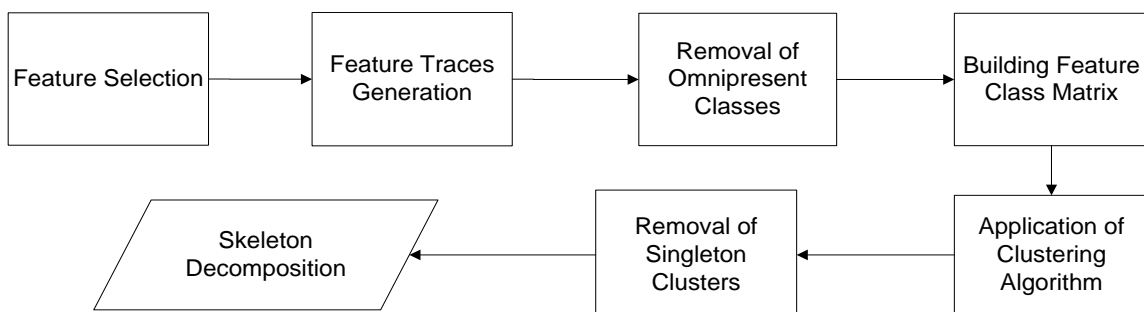 Feature Selection
Feature Traces
Generation
Removal of
Omnipresent
Classes
Building Feature
Class Matrix
Application of
Clustering
Algorithm
Removal of
Singleton
Clusters
Skeleton
Decomposition